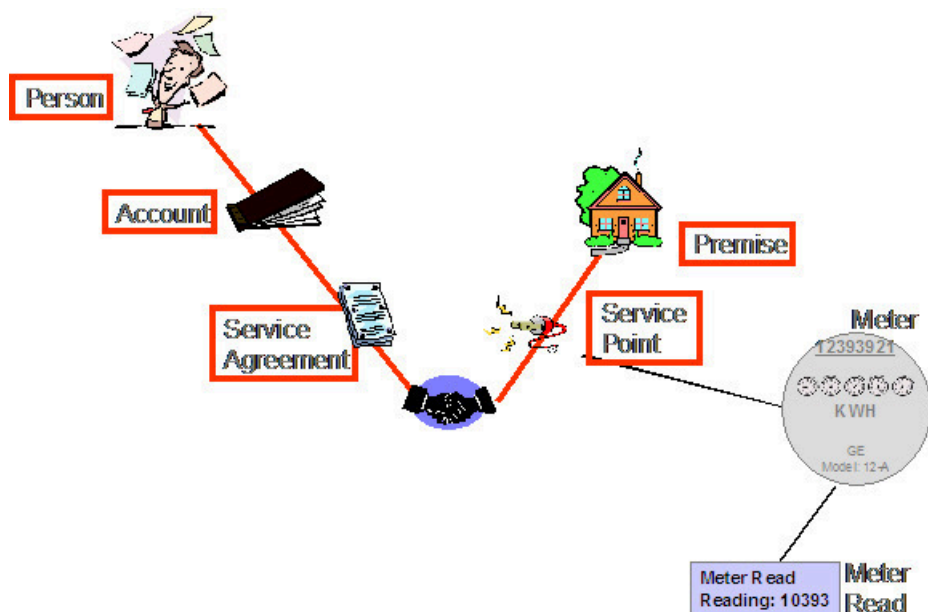 Person
Account
Service
Agreement
Premise
Service
Point
Meter
12393921
KWH
GE
Model: 12-A
Meter Read
Reading: 10393
Meter
Read